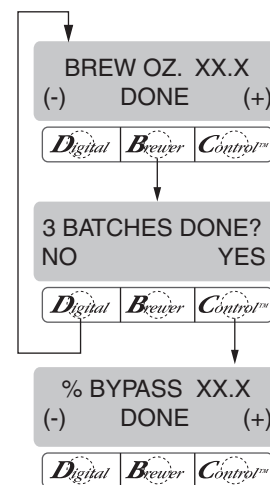 BREW OZ. XX.X
(-) DONE (+)
Digital Brewer Control™
3 BATCHES DONE?
NO YES
Digital Brewer Control™
% BYPASS XX.X
(-) DONE (+)
Digital Brewer Control™